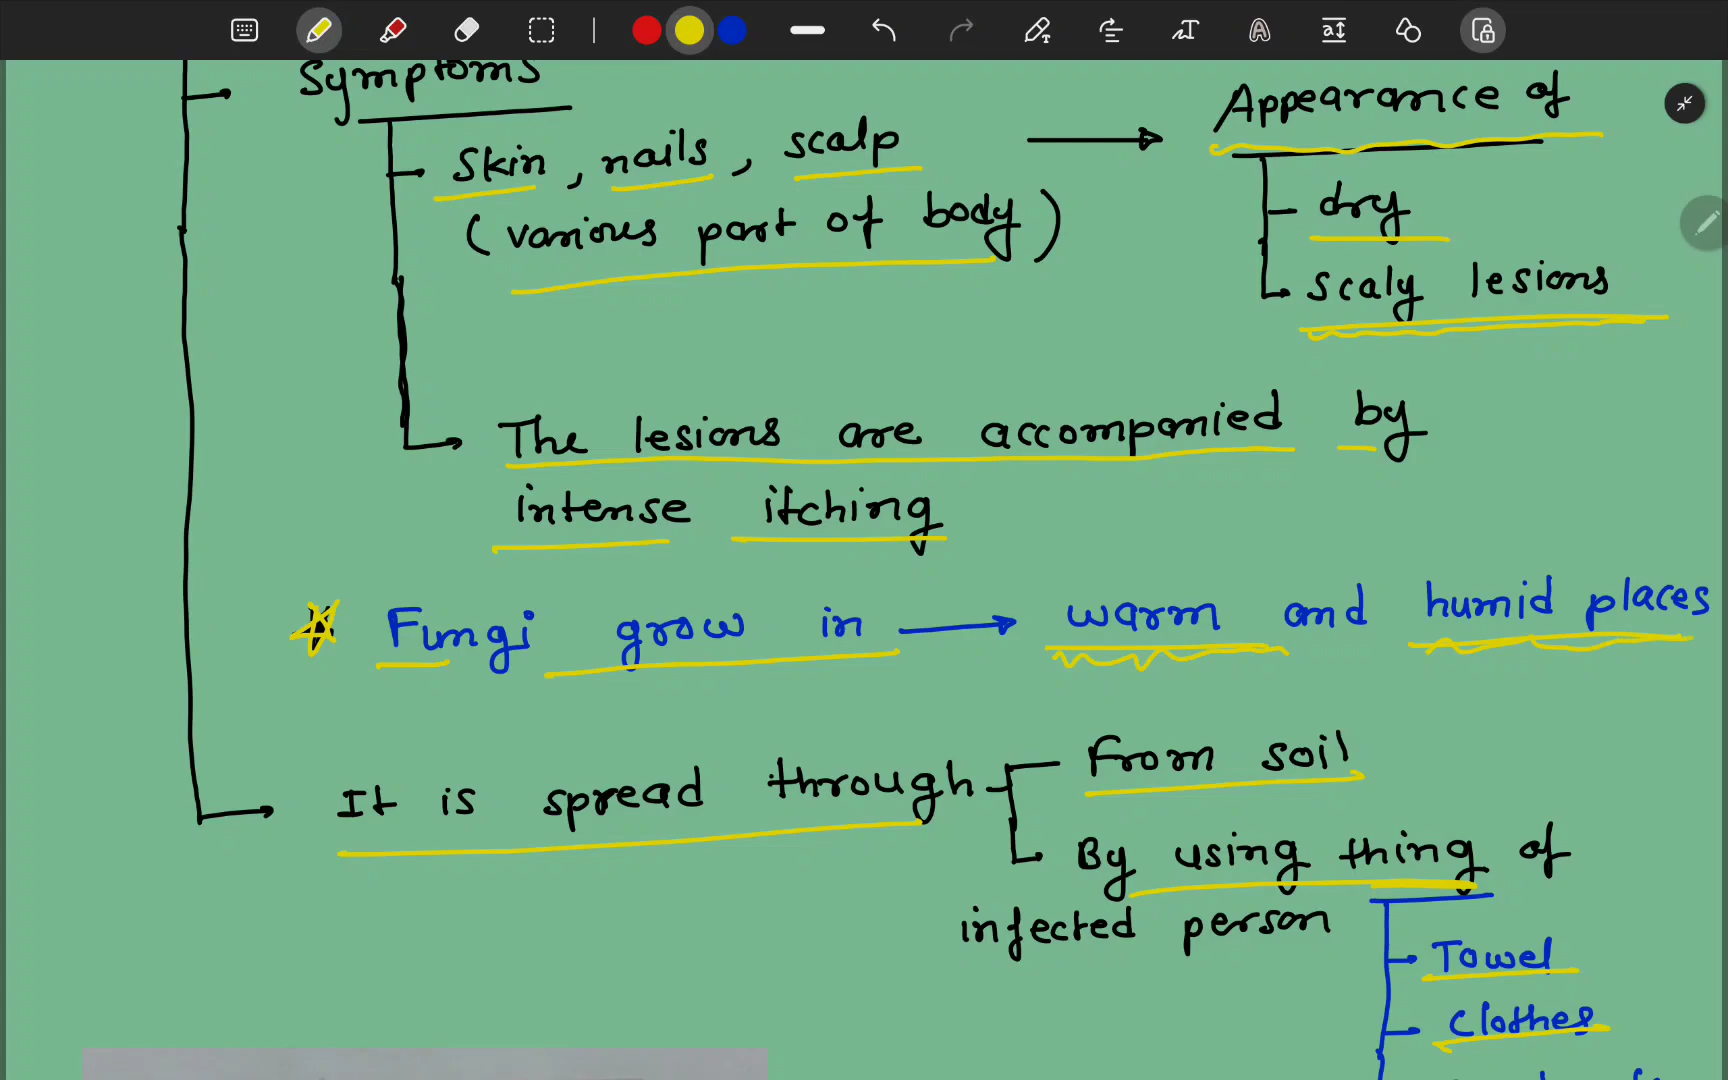 Symptoms
Skin, nails, scalp
(various part of body)
Appearance of
dry
scaly lesions
The lesions are accompanied by
intense itching
Fungi grow in → warm and humid places
It is spread through
From soil
By using thing of
infected person
Towel
Clothes